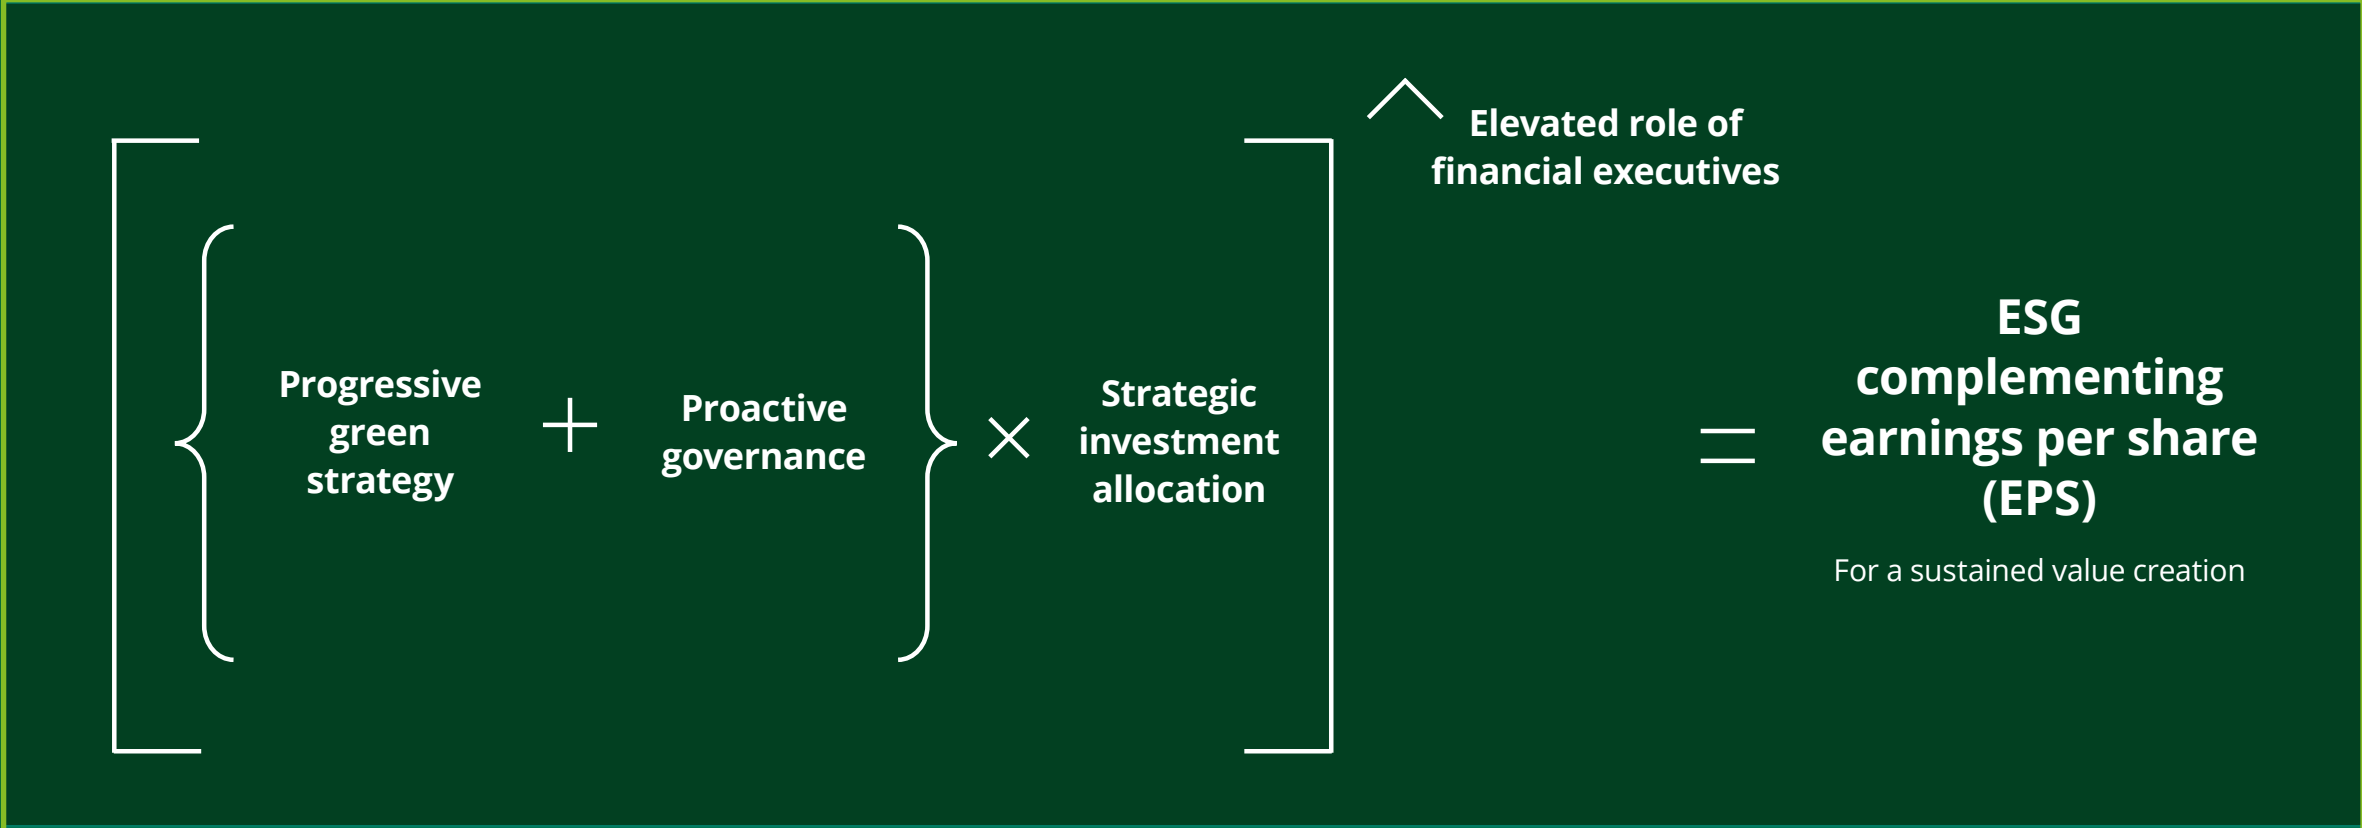 Elevated role of
financial executives
Progressive
green
strategy
+
Proactive
governance
×
Strategic
investment
allocation
=
ESG
complementing
earnings per share
(EPS)
For a sustained value creation